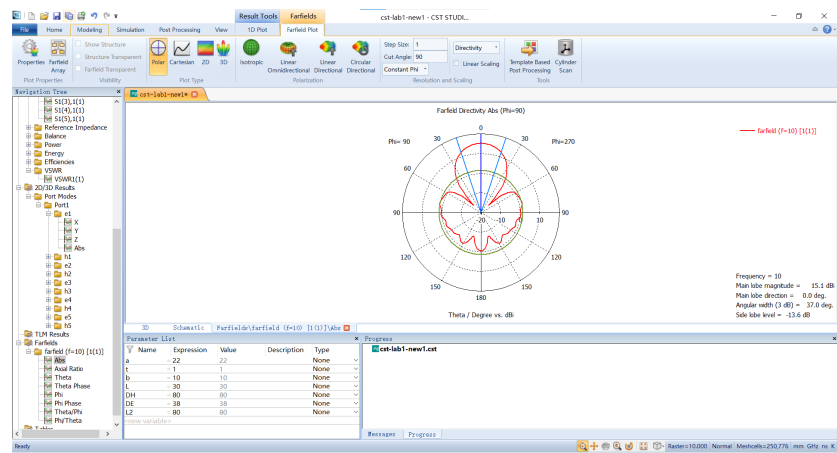 Result Tools Farfields cst-lab1-new1 - CST STUDI...
File Home Modeling Simulation Post Processing View 1D Plot Farfield Plot
Properties Farfield Array
Plot Properties
Show Structure
Structure Transparent
Farfield Transparent
Visibility
Polar Cartesian 2D 3D
Plot Type
Isotropic Linear Omnidirectional Linear Directional Circular Directional
Polarization
Step Size: 1
Cut Angle: 90
Constant Phi
Directivity
Linear Scaling
Resolution and Scaling
Template Based Post Processing Cylinder Scan
Tools
Navigation Tree
S1(3),1(1)
S1(4),1(1)
S1(5),1(1)
Reference Impedance
Balance
Power
Energy
Efficiences
VSWR
VSWR1(1)
2D/3D Results
Port Modes
Port1
e1
X
Y
Z
Abs
h1
e2
h2
e3
h3
e4
h4
e5
h5
TLM Results
Farfields
farfield (f=10) [1(1)]
Abs
Axial Ratio
Theta
Theta Phase
Phi
Phi Phase
Theta/Phi
Phi/Theta
Tables
cst-lab1-new1*
Farfield Directivity Abs (Phi=90)
0
Phi= 90 30 30 Phi=270
60 60
90 -20 -10 0 10 90
120 120
150 150
180
Theta / Degree vs. dBi
farfield (f=10) [1(1)]
Frequency = 10
Main lobe magnitude = 15.1 dBi
Main lobe direction = 0.0 deg.
Angular width (3 dB) = 37.0 deg.
Side lobe level = -13.6 dB
3D Schematic Farfields\farfield (f=10) [1(1)]\Abs
Parameter List
Name Expression Value Description Type
a = 22 22 None
t = 1 1 None
b = 10 10 None
L = 30 30 None
DH = 80 80 None
DE = 38 38 None
L2 = 80 80 None
<new variable>
Progress
cst-lab1-new1.cst
Messages Progress
Ready
Raster=10.000 Normal Meshcells=250,776 mm GHz ns K